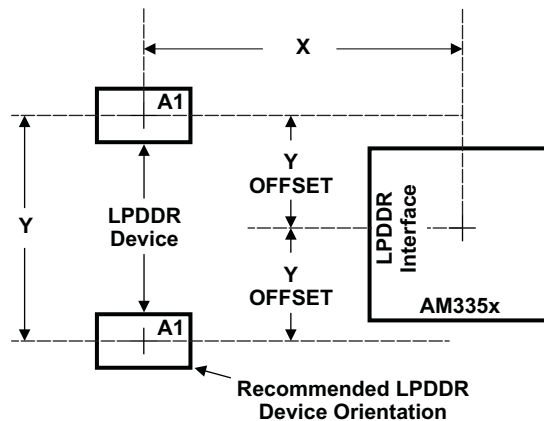 X
A1
Y
OFFSET
Y
LPDDR
Device
LPDDR
Interface
Y
OFFSET
AM335x
A1
Recommended LPDDR
Device Orientation